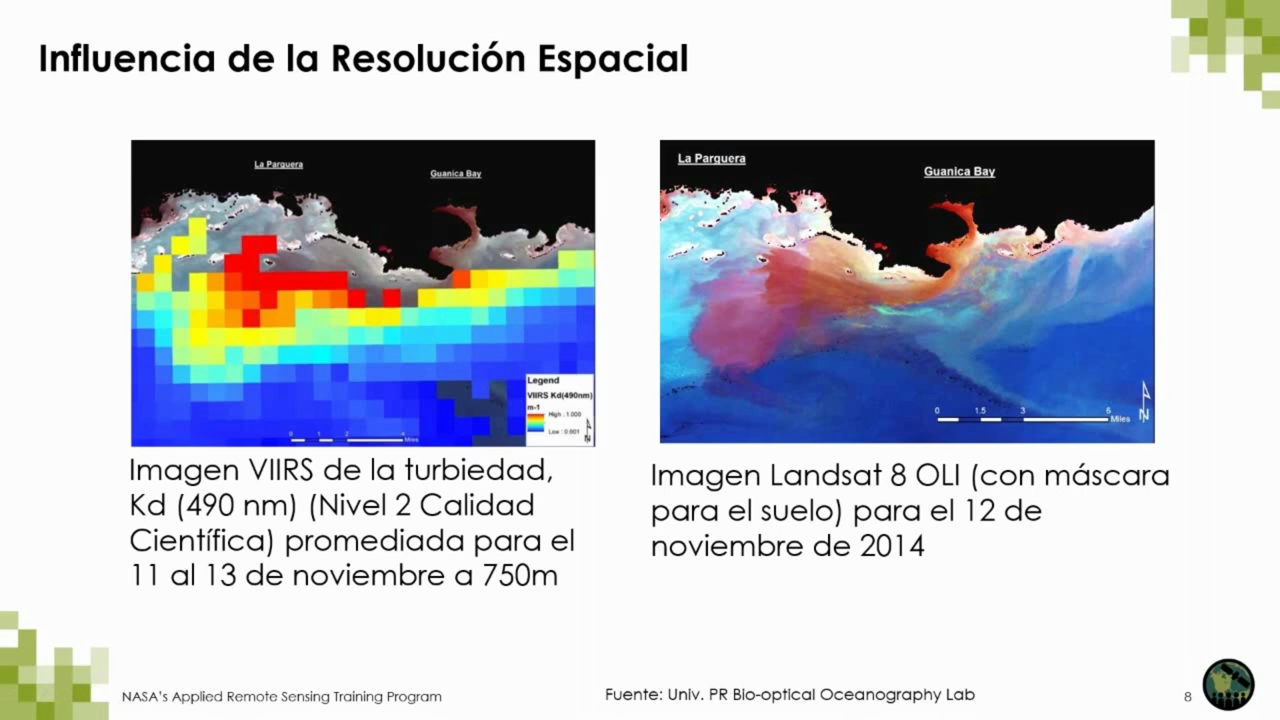 Influencia de la Resolución Espacial
La Parguera
Guanica Bay
Legend
VIIRS Kd(490nm)
m-1
High : 1.000
Low : 0.001
0 1 2 4
Miles
N
La Parguera
Guanica Bay
0 1.5 3 6
Miles
N
Imagen VIIRS de la turbiedad,
Kd (490 nm) (Nivel 2 Calidad
Científica) promediada para el
11 al 13 de noviembre a 750m
Imagen Landsat 8 OLI (con máscara
para el suelo) para el 12 de
noviembre de 2014
NASA's Applied Remote Sensing Training Program
Fuente: Univ. PR Bio-optical Oceanography Lab
8